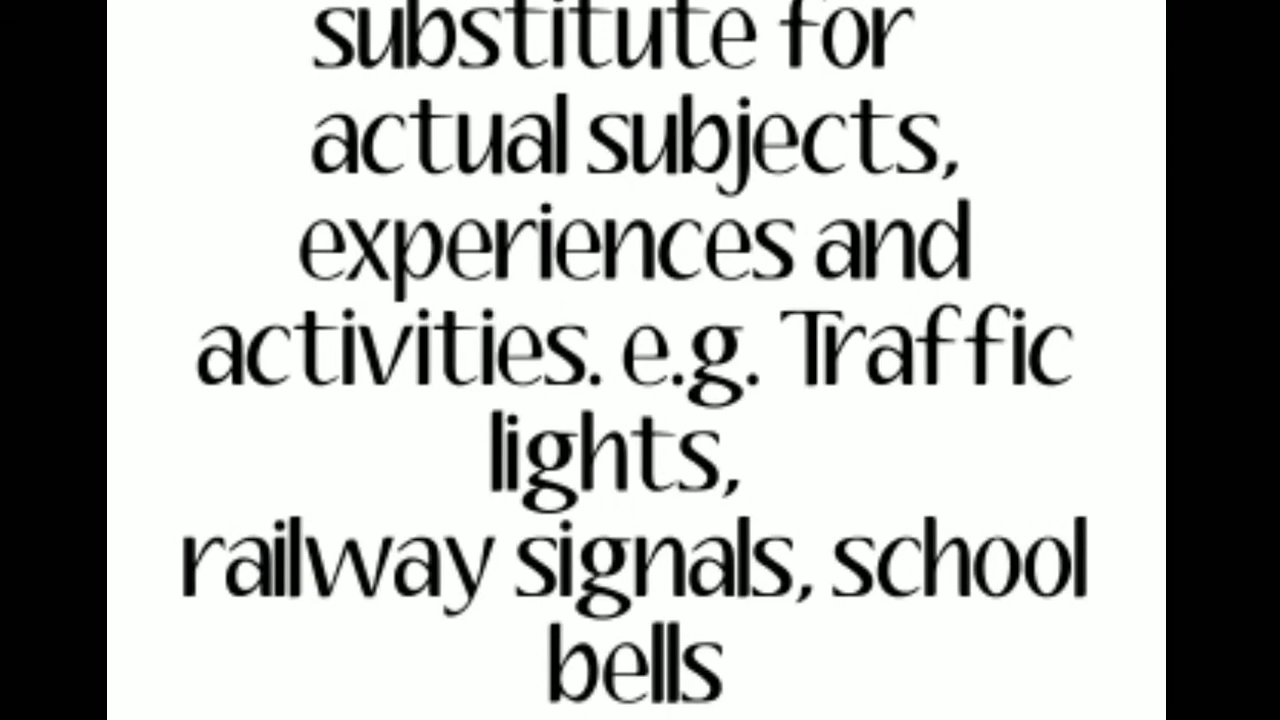 substitute for
actual subjects,
experiences and
activities. e.g. Traffic
lights,
railway signals, school
bells